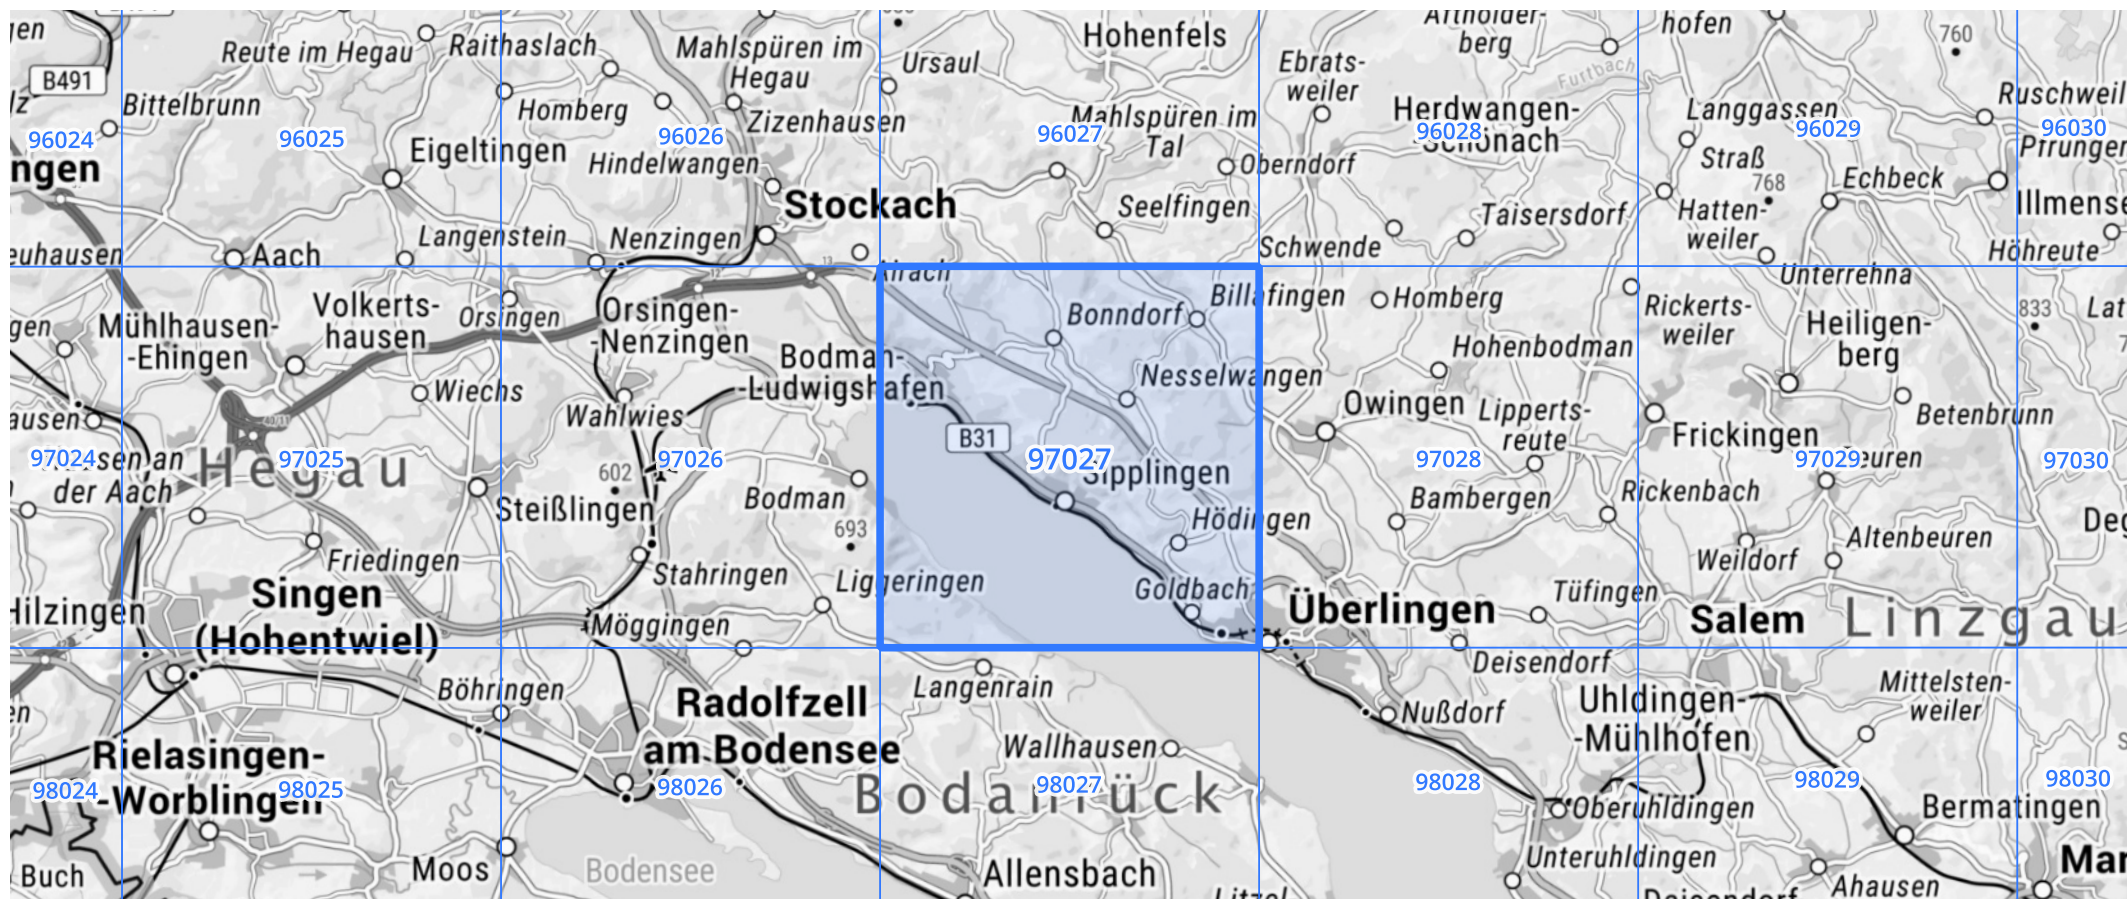 Reute im Hegau
Raithaslach
Mahlspüren im
Hegau
Ursaul
Hohenfels
Ebrats-
weiler
berg
Furtbach
hofen
760
B491
Bittelbrunn
Homberg
Zizenhausen
Mahlspüren im
Tal
Herdwangen-
-Schönach
Langgassen
96024
96025
96026
96027
96028
96029
96030
ngen
Eigeltingen
Hindelwangen
Oberndorf
Straß
768
Echbeck
Stockach
Seelfingen
Taisersdorf
Hatten-
weiler
Langenstein
Nenzingen
Schwende
Höhreute
Aach
12
13
Airach
Unterrehna
Volkerts-
hausen
Mühlhausen-
-Ehingen
Orsingen
Orsingen-
-Nenzingen
Bonndorf
Billafingen
Homberg
Rickerts-
weiler
Heiligen-
berg
833
Bodman-
-Ludwigshafen
Nesselwangen
Hohenbodman
Wiechs
Wahlwies
Owingen
Lipperts-
reute
Betenbrunn
Frickingen
B31
97024
97025
97026
97027
97028
97029
97030
der Aach
Hegau
602
Steißlingen
Bodman
693
Sipplingen
Bambergen
Rickenbach
Hödingen
Altenbeuren
Weildorf
Friedingen
Stahringen
Liggeringen
Goldbach
Tüfingen
Hilzingen
Singen
(Hohentwiel)
Möggingen
Überlingen
Salem
Linzgau
Deisendorf
Böhringen
Radolfzell
am Bodensee
Langenrain
Nußdorf
Uhldingen-
-Mühlhofen
Mittelsten-
weiler
Rielasingen-
-Worblingen
Wallhausen
98024
98025
98026
98027
98028
98029
98030
Bodanrück
Oberuhldingen
Bermatingen
Buch
Moos
Bodensee
Allensbach
Unteruhldingen
Ahausen